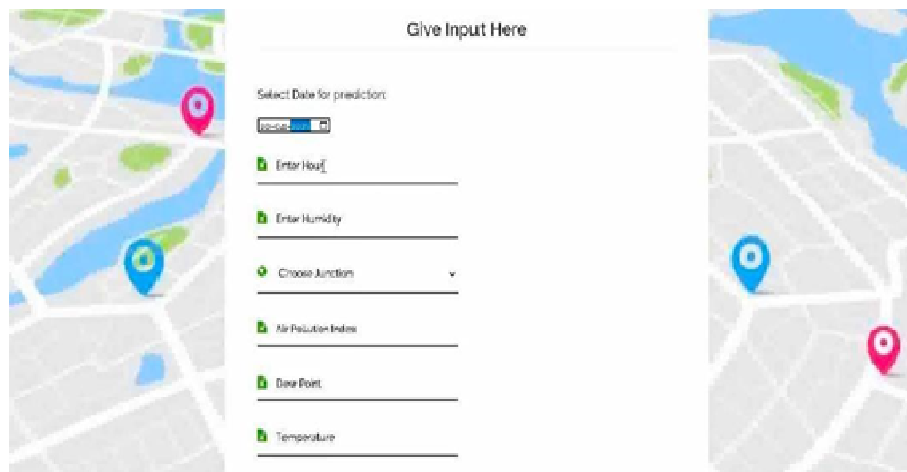 Give Input Here
Select Date for prediction:
Enter Hour
Enter Humidity
Choose Junction
Air Pollution Index
Dew Point
Temperature